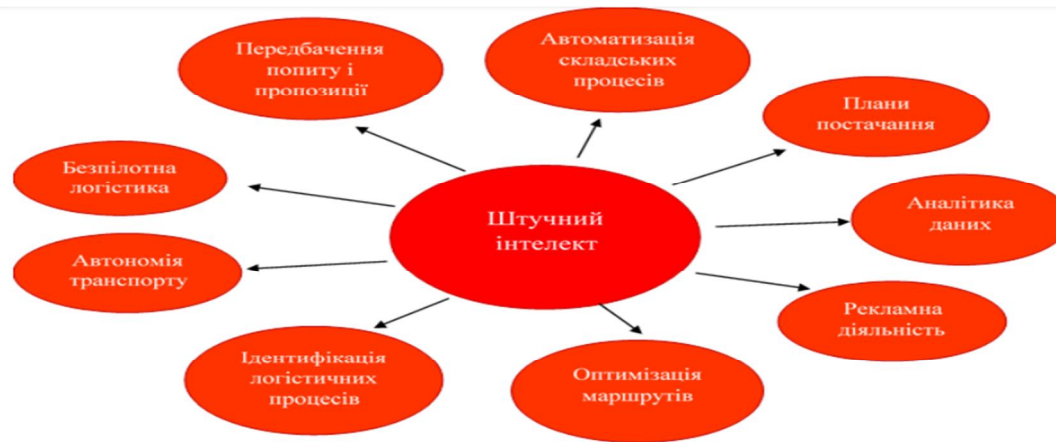 Передбачення
попиту і
пропозиції
Автоматизація
складських
процесів
Плани
постачання
Безпілотна
логістика
Штучний
інтелект
Аналітика
даних
Автономія
транспорту
Рекламна
діяльність
Ідентифікація
логістичних
процесів
Оптимізація
маршрутів